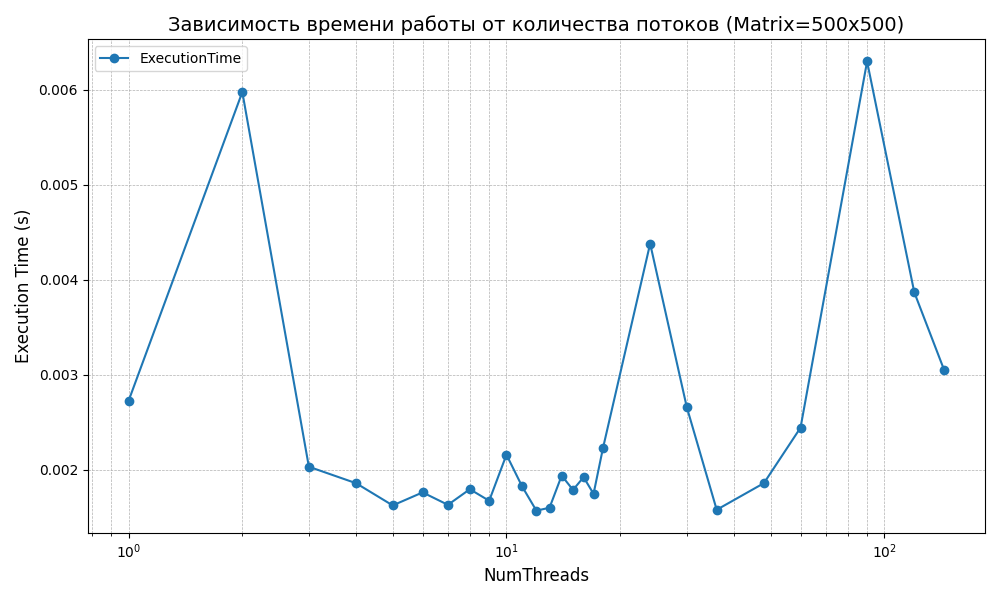 Зависимость времени работы от количества потоков (Matrix=500x500)
ExecutionTime
0.006
0.005
0.004
0.003
0.002
Execution Time (s)
10⁰
10¹
10²
NumThreads